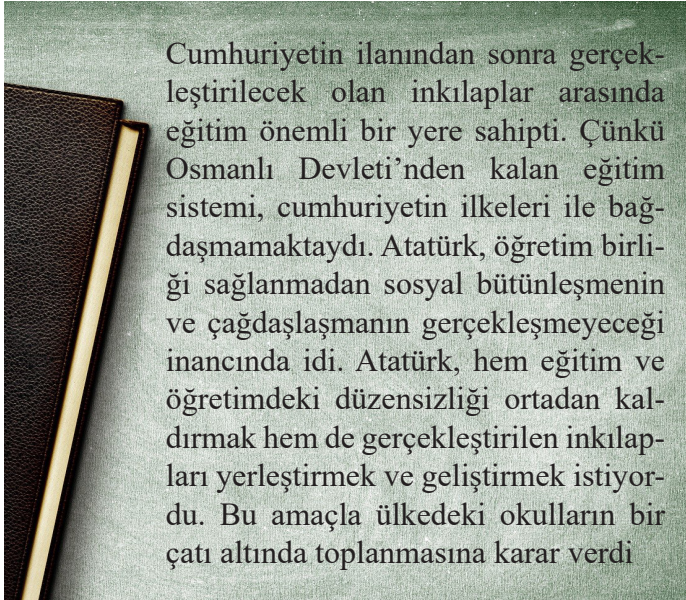 Cumhuriyetin ilanından sonra gerçek-
leştirilecek olan inkılaplar arasında
eğitim önemli bir yere sahipti. Çünkü
Osmanlı Devleti’nden kalan eğitim
sistemi, cumhuriyetin ilkeleri ile bağ-
daşmamaktaydı. Atatürk, öğretim birli-
ği sağlanmadan sosyal bütünleşmenin
ve çağdaşlaşmanın gerçekleşmeyeceği
inancında idi. Atatürk, hem eğitim ve
öğretimdeki düzensizliği ortadan kal-
dırmak hem de gerçekleştirilen inkılap-
ları yerleştirmek ve geliştirmek istiyor-
du. Bu amaçla ülkedeki okulların bir
çatı altında toplanmasına karar verdi